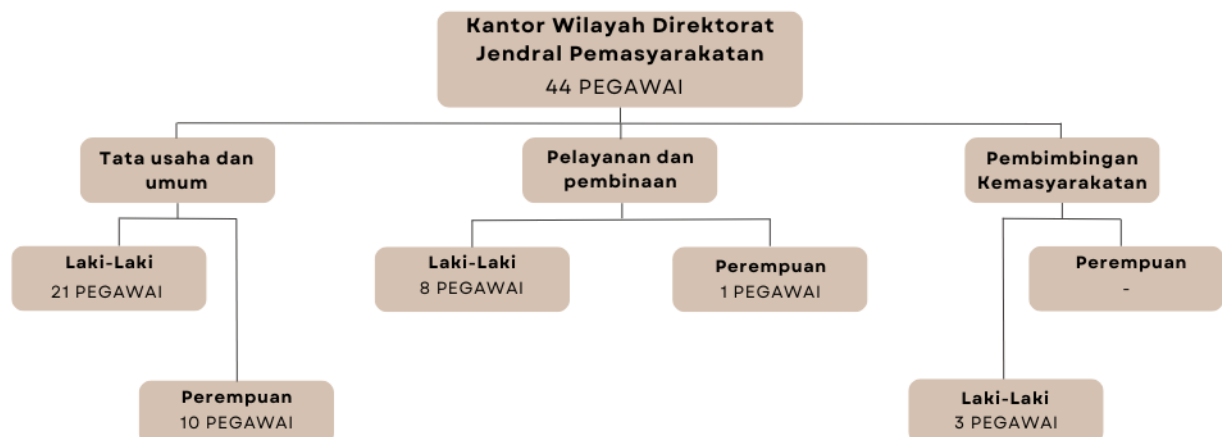 Kantor Wilayah Direktorat
Jendral Pemasyarakatan
44 PEGAWAI
Tata usaha dan
umum
Laki-Laki
21 PEGAWAI
Perempuan
10 PEGAWAI
Pelayanan dan
pembinaan
Laki-Laki
8 PEGAWAI
Perempuan
1 PEGAWAI
Pembimbingan
Kemasyarakatan
Perempuan
-
Laki-Laki
3 PEGAWAI